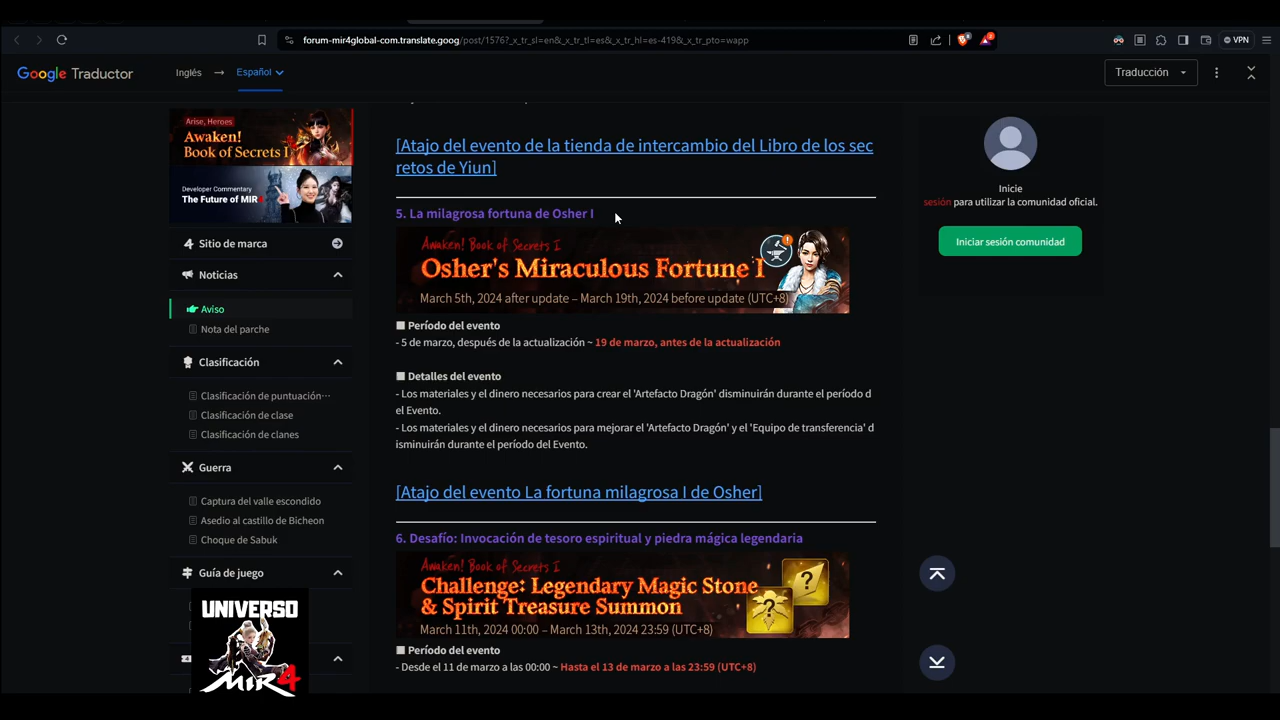 forum-mir4global-com.translate.goog/post/1576?_x_tr_sl=en&_x_tr_tl=es&_x_tr_hl=es-419&_x_tr_pto=wapp
VPN
Google Traductor
Inglés
Español
Traducción
Arise, Heroes
Awaken!
Book of Secrets I
Developer Commentary
The Future of MIR4
Sitio de marca
Noticias
Aviso
Nota del parche
Clasificación
Clasificación de puntuación…
Clasificación de clase
Clasificación de clanes
Guerra
Captura del valle escondido
Asedio al castillo de Bicheon
Choque de Sabuk
Guía de juego
UNIVERSO
MIR4
[Atajo del evento de la tienda de intercambio del Libro de los sec
retos de Yiun]
5. La milagrosa fortuna de Osher I
Awaken! Book of Secrets I
Osher's Miraculous Fortune I
March 5th, 2024 after update – March 19th, 2024 before update (UTC+8)
■ Período del evento
- 5 de marzo, después de la actualización ~ 19 de marzo, antes de la actualización
■ Detalles del evento
- Los materiales y el dinero necesarios para crear el 'Artefacto Dragón' disminuirán durante el período d
el Evento.
- Los materiales y el dinero necesarios para mejorar el 'Artefacto Dragón' y el 'Equipo de transferencia' d
isminuirán durante el período del Evento.
[Atajo del evento La fortuna milagrosa I de Osher]
6. Desafío: Invocación de tesoro espiritual y piedra mágica legendaria
Awaken! Book of Secrets I
Challenge: Legendary Magic Stone
& Spirit Treasure Summon
March 11th, 2024 00:00 – March 13th, 2024 23:59 (UTC+8)
■ Período del evento
- Desde el 11 de marzo a las 00:00 ~ Hasta el 13 de marzo a las 23:59 (UTC+8)
Inicie
sesión para utilizar la comunidad oficial.
Iniciar sesión comunidad